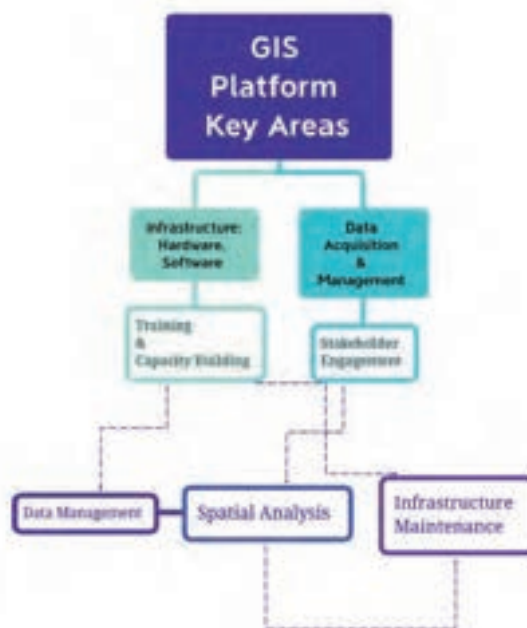 GIS
Platform
Key Areas
Infrastructure:
Hardware,
Software
Data
Acquisition
&
Management
Training
&
Capacity Building
Stakeholder
Engagement
Data Management
Spatial Analysis
Infrastructure
Maintenance